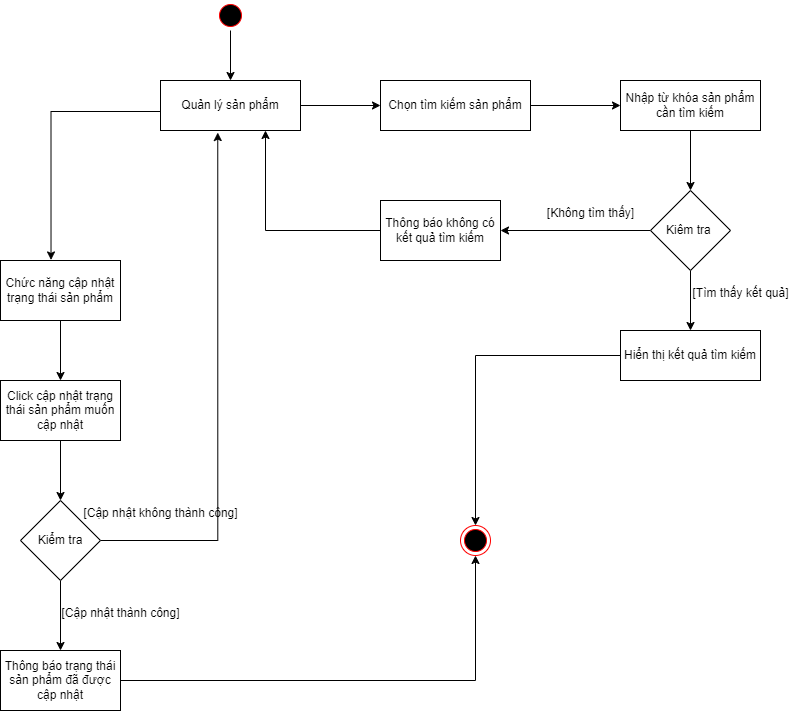 Quản lý sản phẩm
Chọn tìm kiếm sản phẩm
Nhập từ khóa sản phẩm
cần tìm kiếm
[Không tìm thấy]
Thông báo không có
kết quả tìm kiếm
Kiêm tra
[Tìm thấy kết quả]
Hiển thị kết quả tìm kiếm
Chức năng cập nhật
trạng thái sản phẩm
Click cập nhật trạng
thái sản phẩm muốn
cập nhật
[Cập nhật không thành công]
Kiểm tra
[Cập nhật thành công]
Thông báo trạng thái
sản phẩm đã được
cập nhật